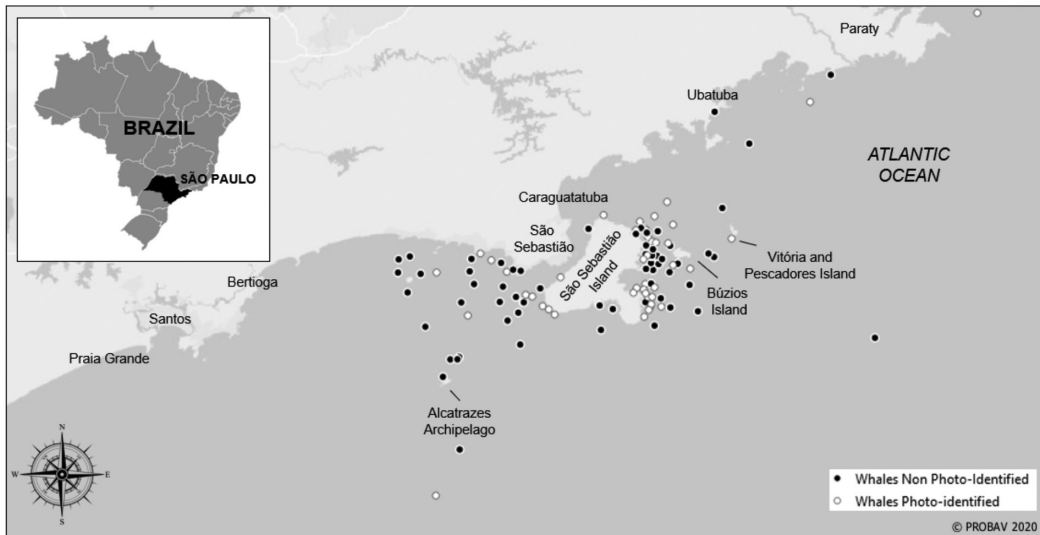 BRAZIL
SÃO PAULO
Paraty
Ubatuba
ATLANTIC
OCEAN
Caraguatatuba
São
Sebastião
São Sebastião
Island
Vitória and
Pescadores Island
Búzios
Island
Bertioga
Santos
Praia Grande
Alcatrazes
Archipelago
N
W
E
S
Whales Non Photo-Identified
Whales Photo-identified
© PROBAV 2020